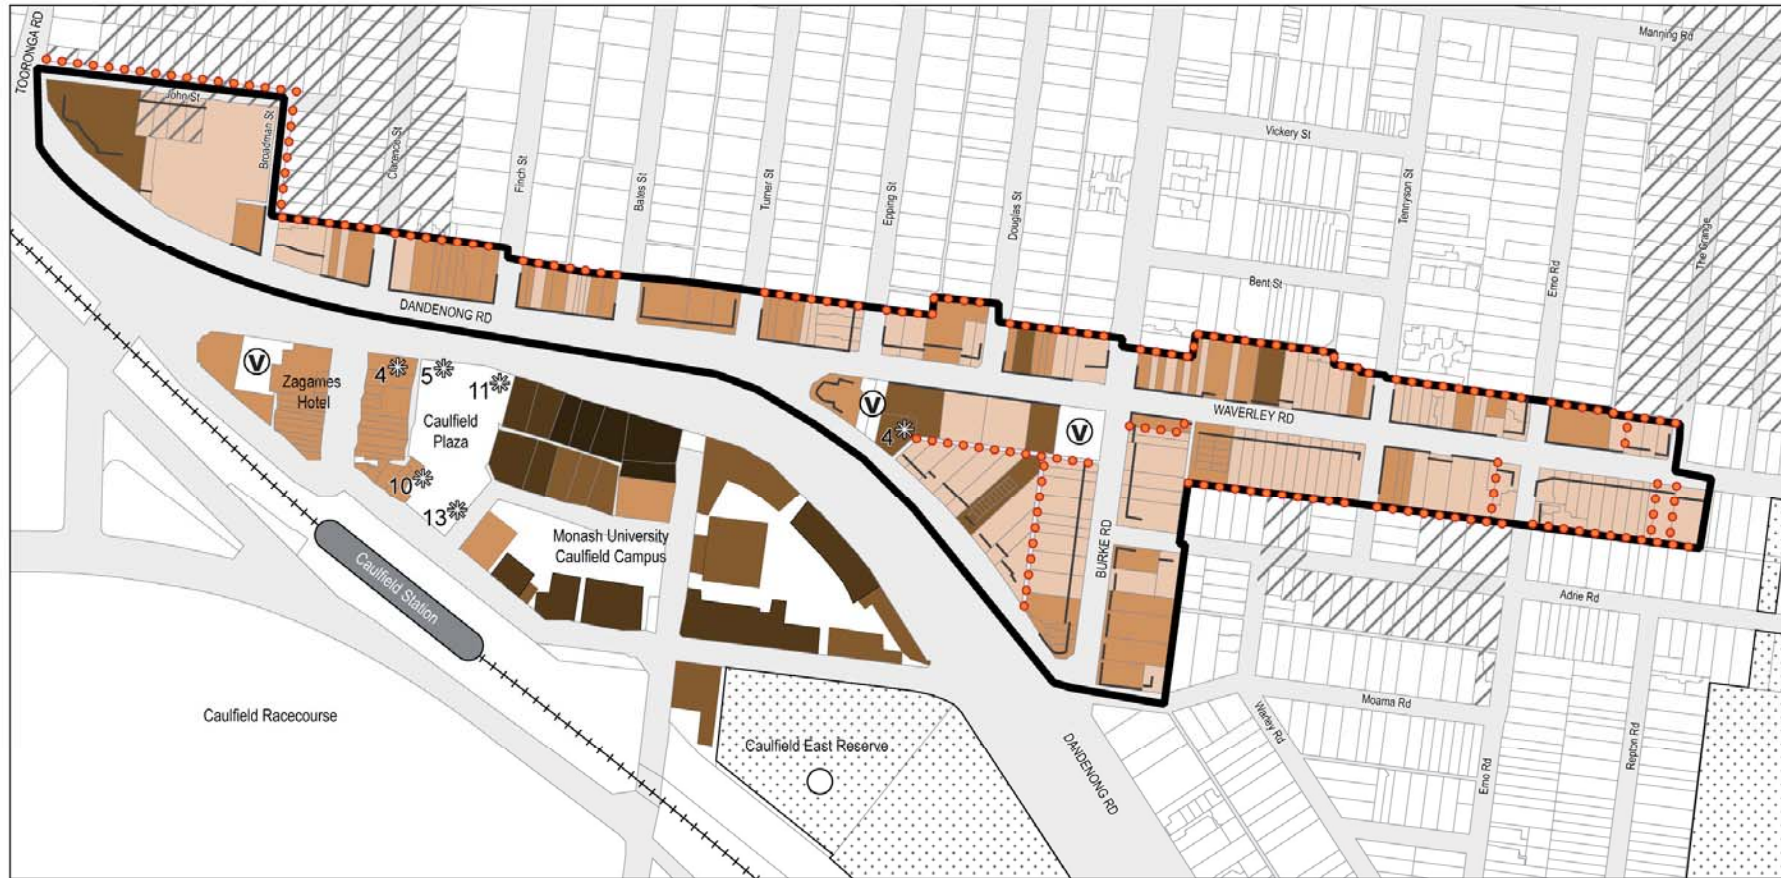 TOORONGA RD
Manning Rd
John St
Broadman St
Clarence St
Finch St
Bates St
Turner St
Epping St
Douglas St
Vickery St
Tennyson St
The Grange
Bent St
Erno Rd
DANDENONG RD
V
Zagames
Hotel
4
5
11
Caulfield
Plaza
10
13
V
4
V
WAVERLEY RD
BURKE RD
Monash University
Caulfield Campus
Caulfield Station
Adrie Rd
Caulfield Racecourse
Caulfield East Reserve
Moama Rd
Warley Rd
DANDENONG RD
Erno Rd
Repton Rd